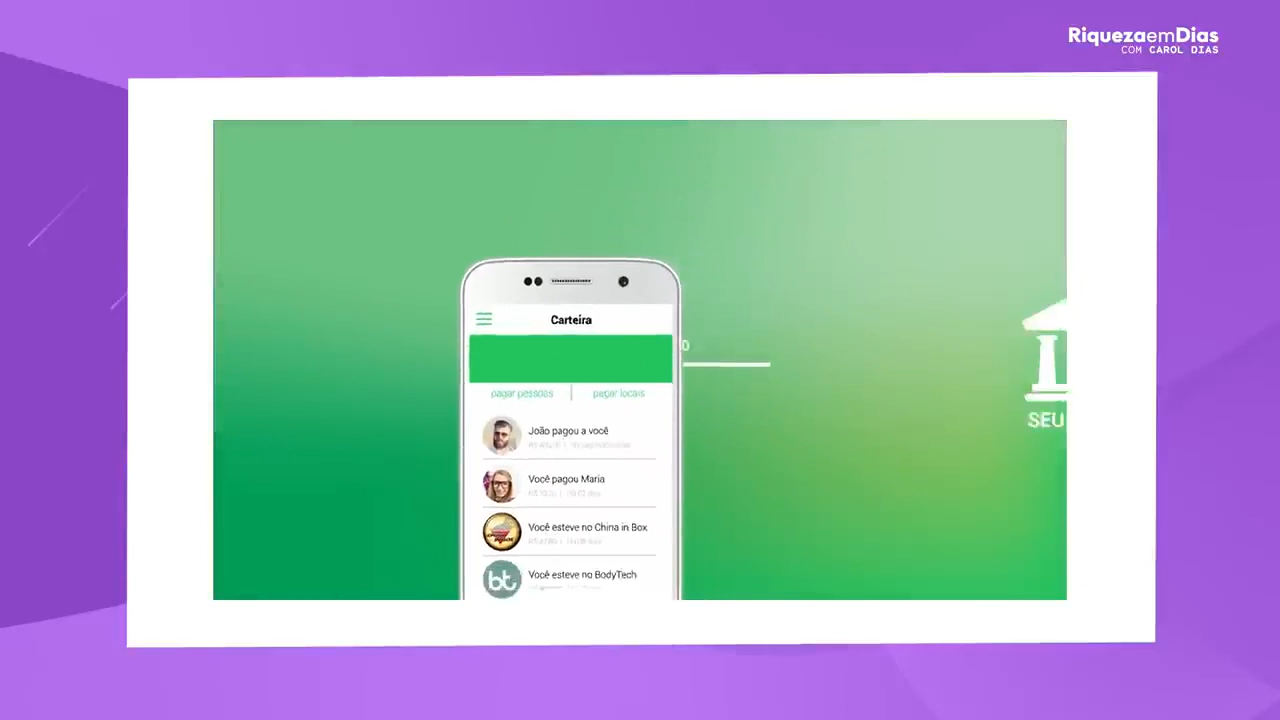 RiquezaemDias
COM CAROL DIAS
Carteira
pagar pessoas
pagar locais
João pagou a você
Você pagou Maria
Você esteve no China in Box
Você esteve no BodyTech
bt
SEU